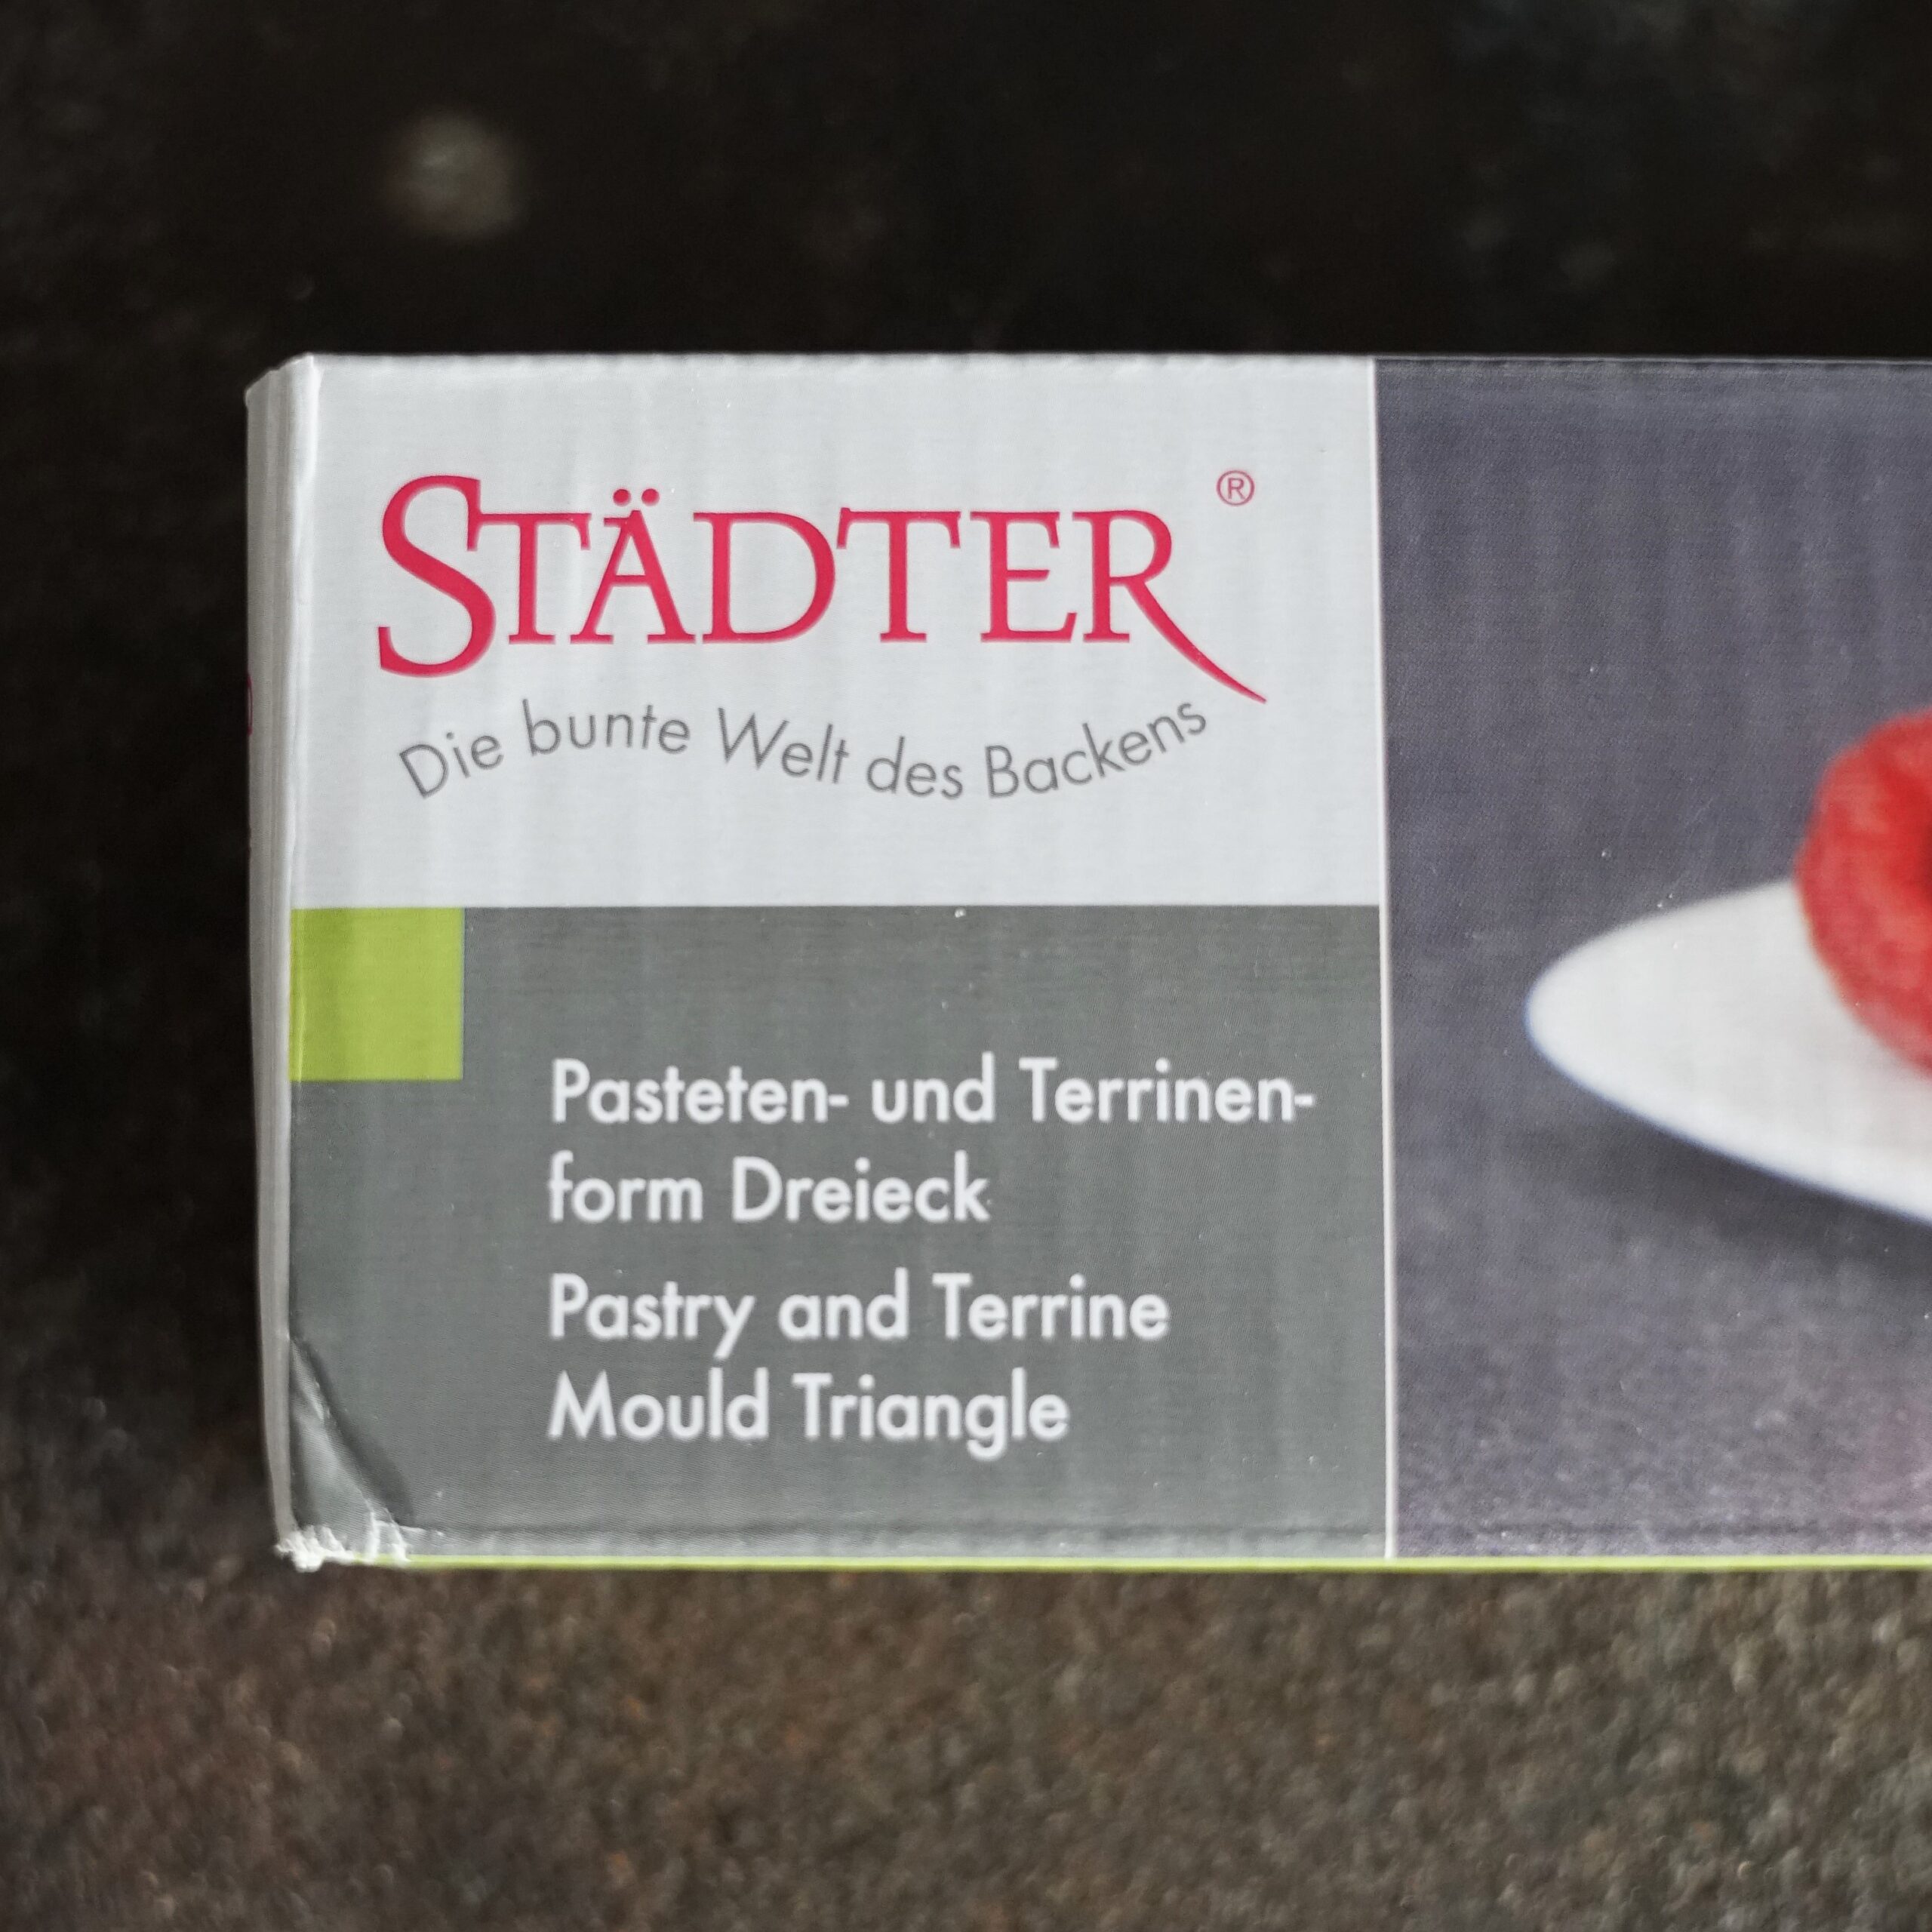 STÄDTER®
Die bunte Welt des Backens
Pasteten- und Terrinen-
form Dreieck
Pastry and Terrine
Mould Triangle